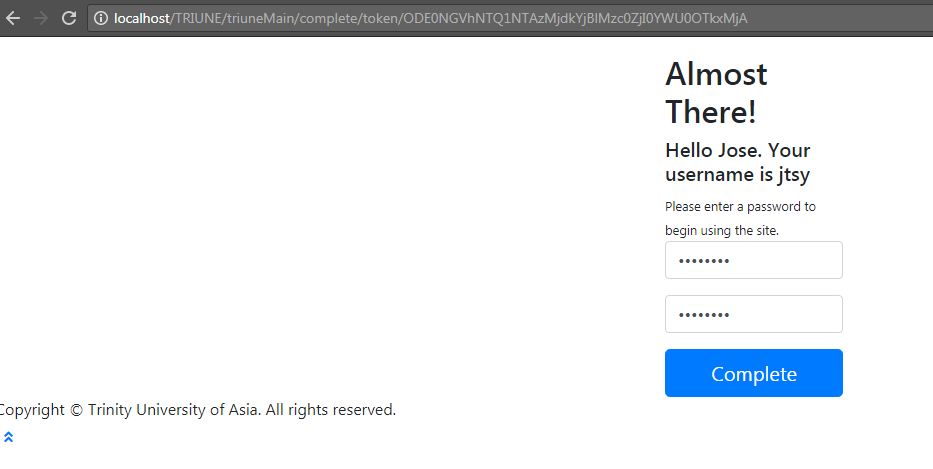 localhost/TRIUNE/triuneMain/complete/token/ODE0NGVhNTQ1NTAzMjdkYjBlMzc0ZjI0YWU0OTkxMjA
Almost
There!
Hello Jose. Your
username is jtsy
Please enter a password to
begin using the site.
••••••••
••••••••
Complete
Copyright © Trinity University of Asia. All rights reserved.